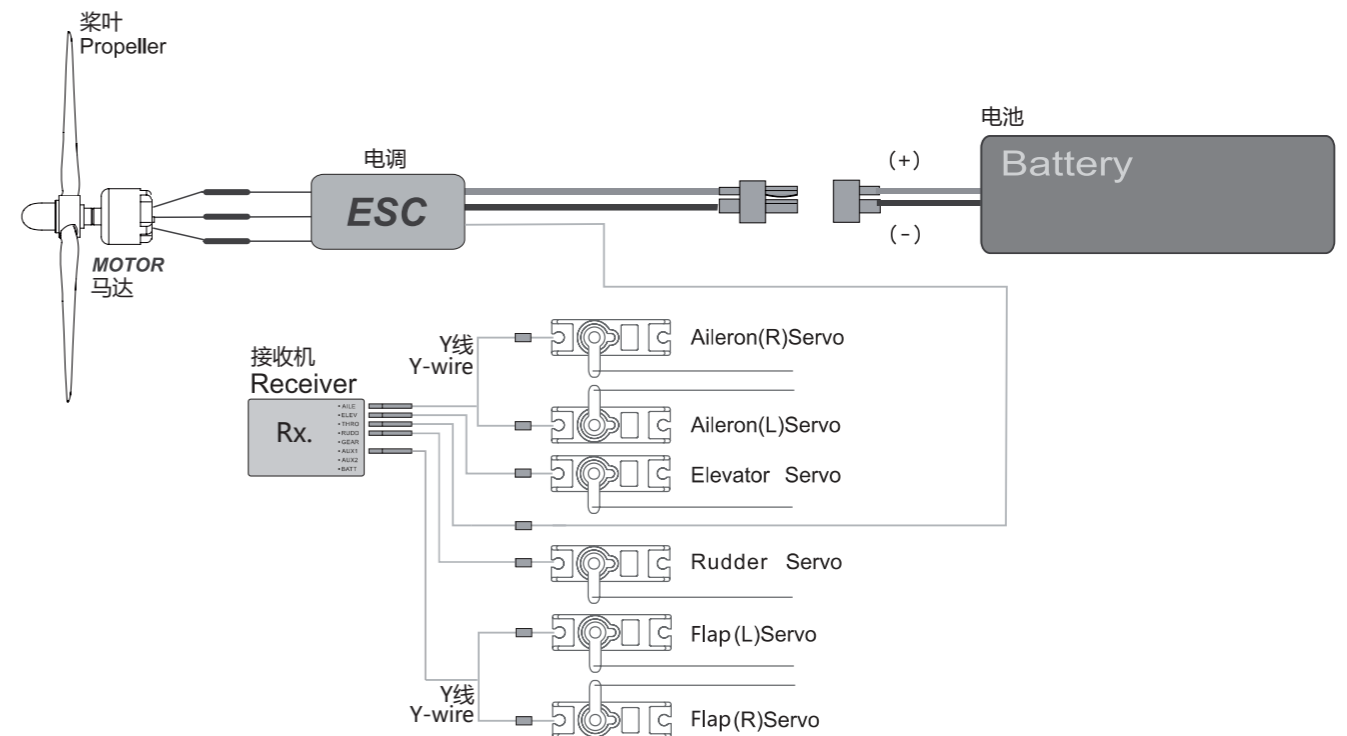 桨叶
Propeller
电池
Battery
(+)
(-)
电调
ESC
MOTOR
马达
Y线
Y-wire
接收机
Receiver
Rx.
• AILE
• ELEV
• THRO
• RUDD
• GEAR
• AUX1
• AUX2
• BATT
Aileron(R)Servo
Aileron(L)Servo
Elevator Servo
Rudder Servo
Flap(L)Servo
Y线
Y-wire
Flap(R)Servo